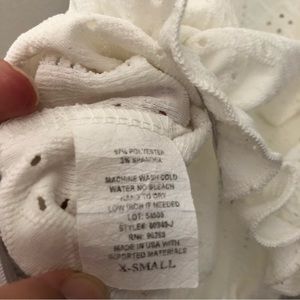 97% POLYESTER
3% SPANDEX
MACHINE WASH COLD
WATER NO BLEACH
HANG TO DRY
LOW IRON IF NEEDED
LOT:
STYLE#:
RN#:
MADE IN USA WITH
IMPORTED MATERIALS
X-SMALL